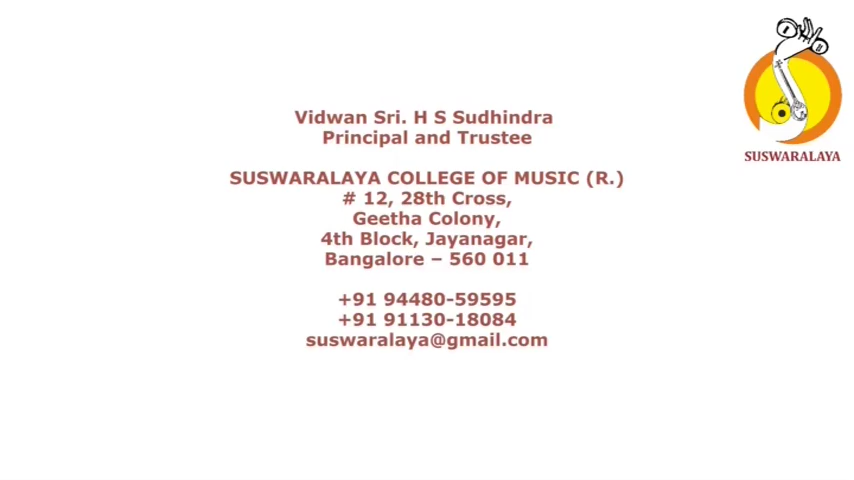 Vidwan Sri. H S Sudhindra
Principal and Trustee
SUSWARALAYA COLLEGE OF MUSIC (R.)
# 12, 28th Cross,
Geetha Colony,
4th Block, Jayanagar,
Bangalore – 560 011
+91 94480-59595
+91 91130-18084
suswaralaya@gmail.com
SUSWARALAYA